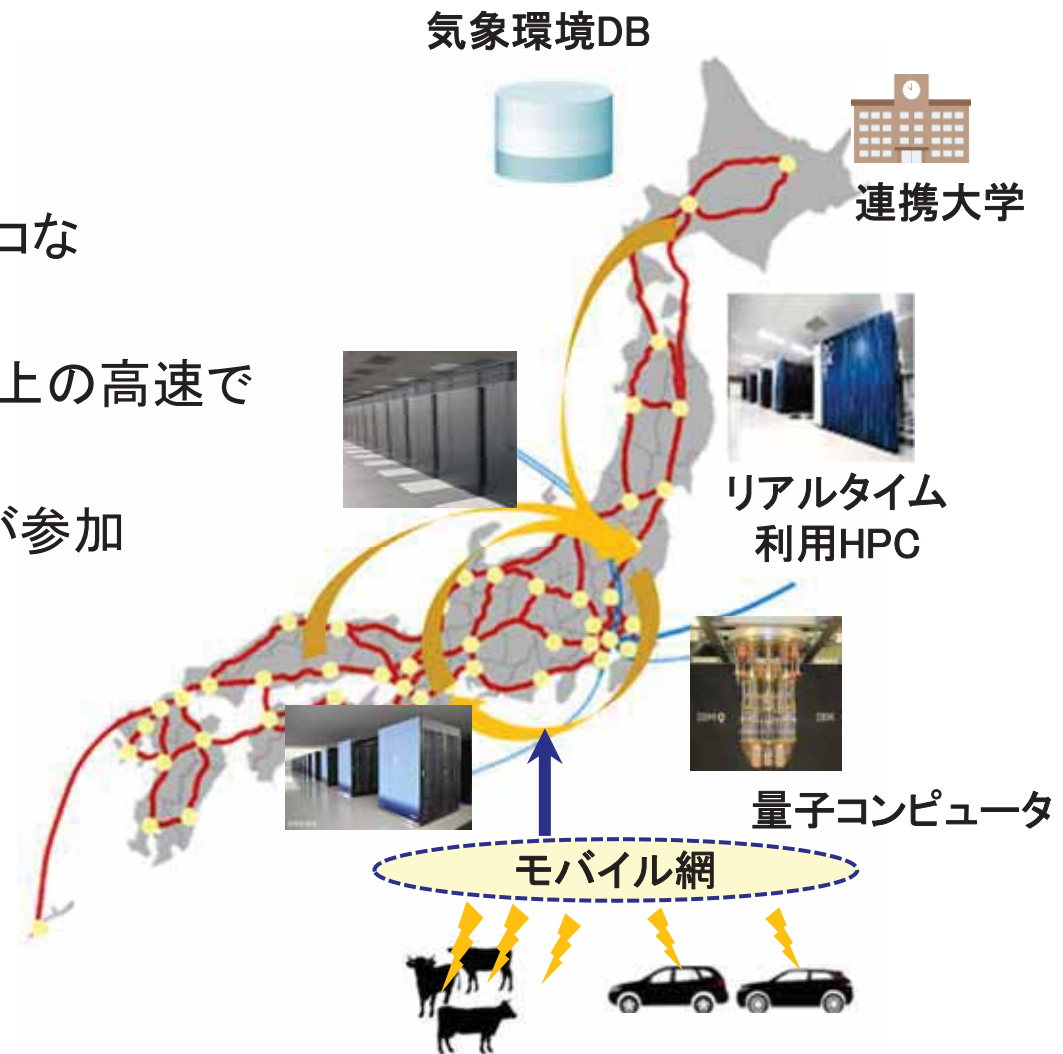 気象環境DB
連携大学
コな
上の高速で
リアルタイム
利用HPC
が参加
IBM Q
量子コンピュータ
モバイル網